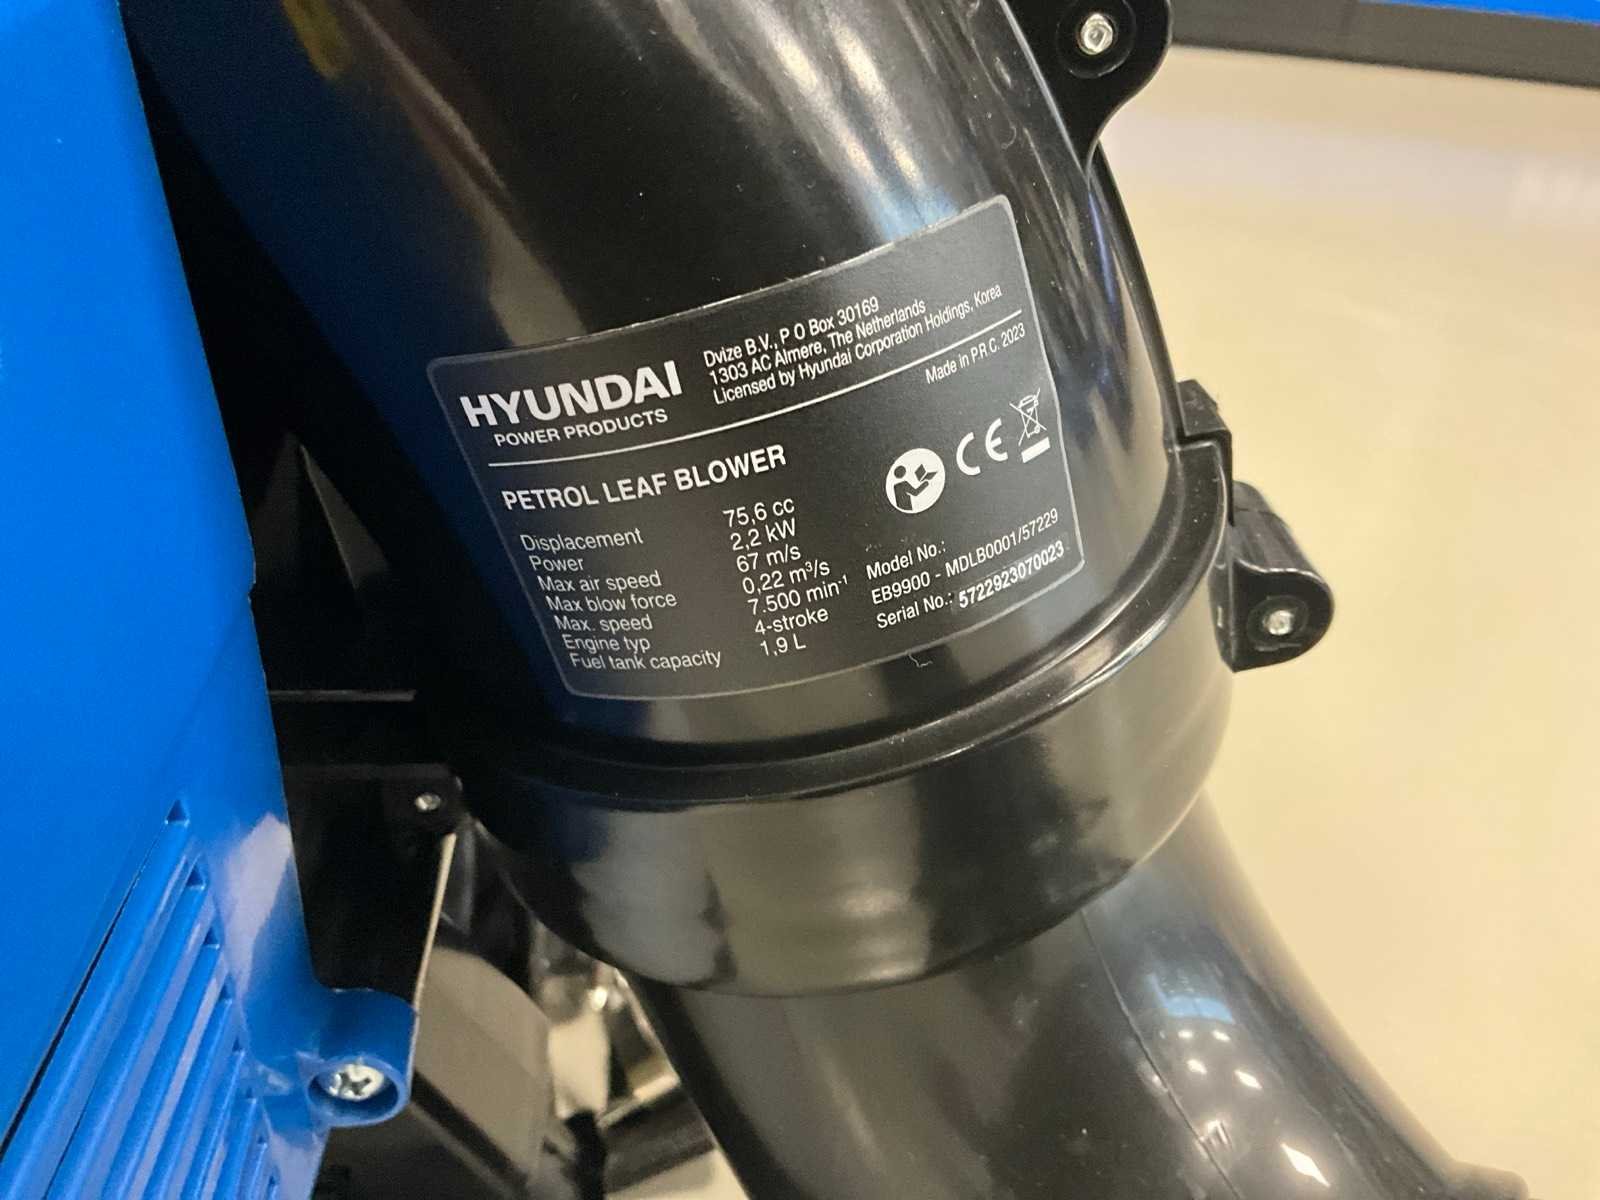 HYUNDAI
POWER PRODUCTS
Dvize B.V., P O Box 30169
1303 AC Almere, The Netherlands
Licensed by Hyundai Corporation Holdings, Korea
Made in P R C. 2023
PETROL LEAF BLOWER
Displacement 75,6 cc
Power 2,2 kW
Max air speed 67 m/s
Max blow force 0,22 m³/s
Max. speed 7.500 min⁻¹
Engine typ 4-stroke
Fuel tank capacity 1,9 L
CE
Model No.:
EB9900 - MDLB0001/57229
Serial No.: 5722923070023